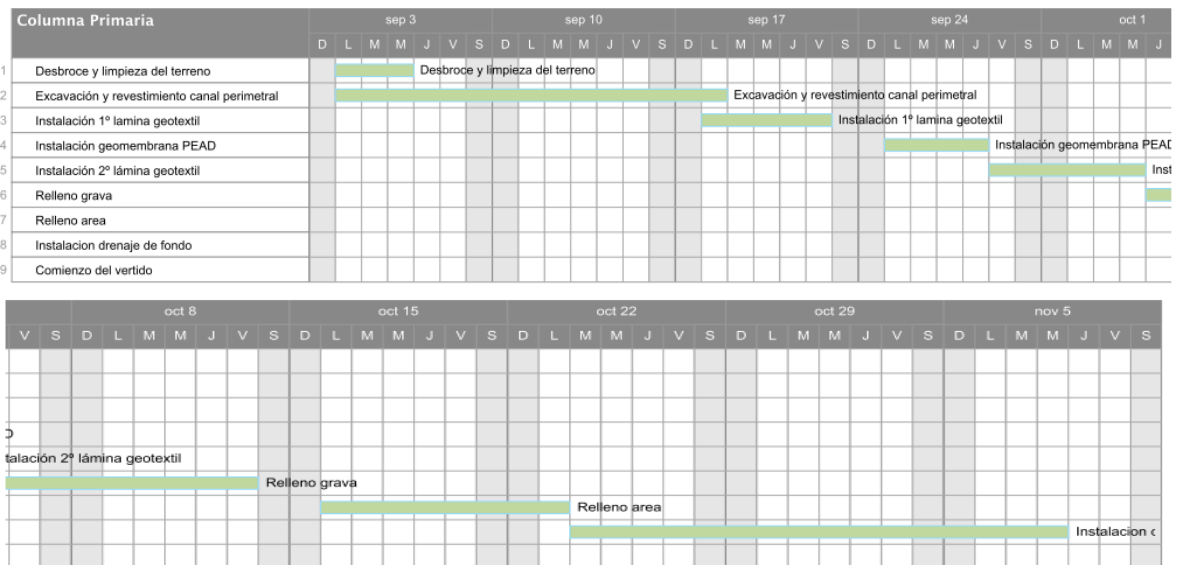 Columna Primaria
sep 3 sep 10 sep 17 sep 24 oct 1
D L M M J V S D L M M J V S D L M M J V S D L M M J V S D L M M J
1 Desbroce y limpieza del terreno Desbroce y limpieza del terreno
2 Excavación y revestimiento canal perimetral Excavación y revestimiento canal perimetral
3 Instalación 1º lamina geotextil Instalación 1º lamina geotextil
4 Instalación geomembrana PEAD Instalación geomembrana PEAD
5 Instalación 2º lámina geotextil Inst
6 Relleno grava
7 Relleno area
8 Instalacion drenaje de fondo
9 Comienzo del vertido
oct 8 oct 15 oct 22 oct 29 nov 5
V S D L M M J V S D L M M J V S D L M M J V S D L M M J V S D L M M J V S
talación 2º lámina geotextil
Relleno grava
Relleno area
Instalacion